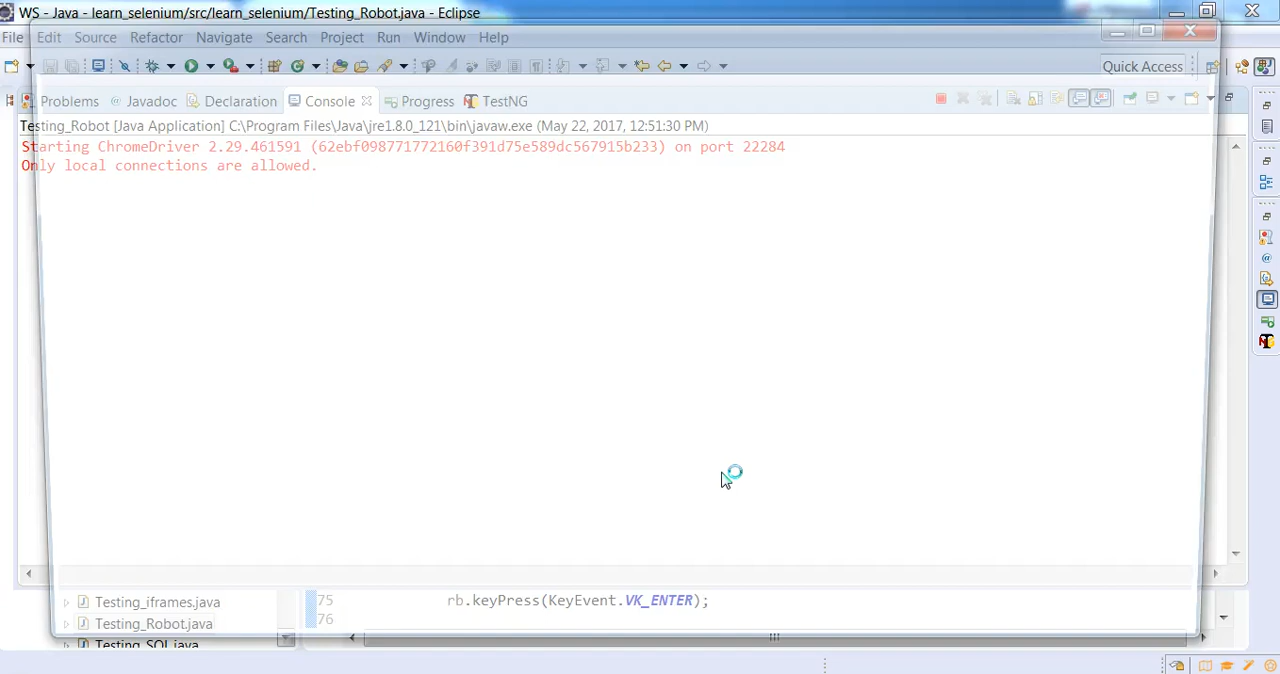 WS - Java - learn_selenium/src/learn_selenium/Testing_Robot.java - Eclipse
File Edit Source Refactor Navigate Search Project Run Window Help
Quick Access
Problems @ Javadoc Declaration Console Progress TestNG
Testing_Robot [Java Application] C:\Program Files\Java\jre1.8.0_121\bin\javaw.exe (May 22, 2017, 12:51:30 PM)
Starting ChromeDriver 2.29.461591 (62ebf098771772160f391d75e589dc567915b233) on port 22284
Only local connections are allowed.
Testing_iframes.java 75 rb.keyPress(KeyEvent.VK_ENTER);
Testing_Robot.java 76
Testing_SQL.java